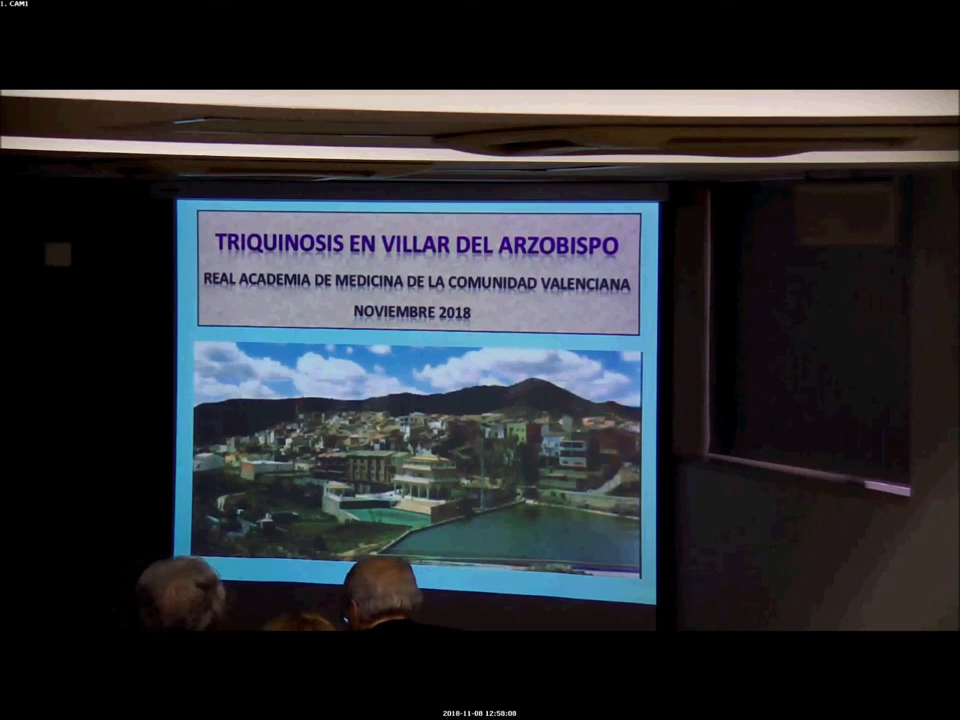 1. CAM1
TRIQUINOSIS EN VILLAR DEL ARZOBISPO
REAL ACADEMIA DE MEDICINA DE LA COMUNIDAD VALENCIANA
NOVIEMBRE 2018
2018-11-08 12:58:08